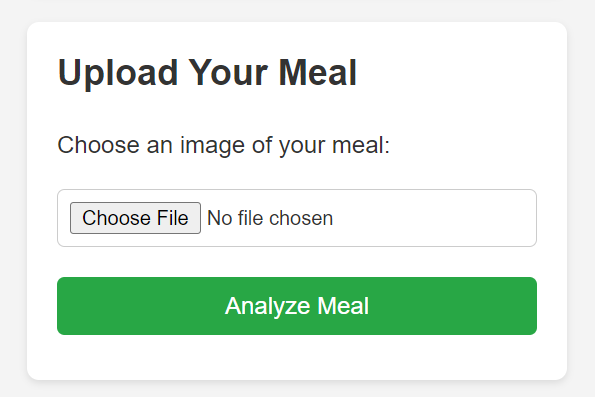 Upload Your Meal
Choose an image of your meal:
Choose File No file chosen
Analyze Meal